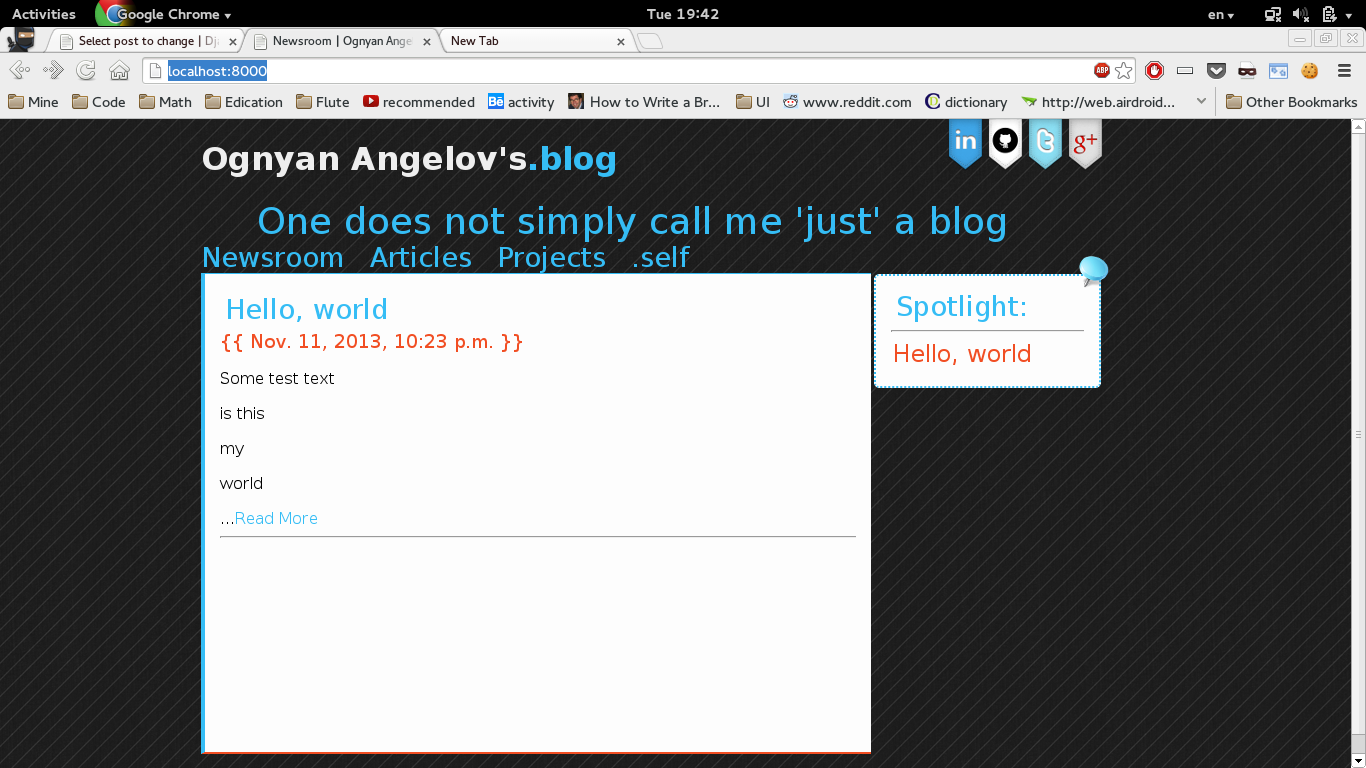 Activities Google Chrome Tue 19:42 en
Select post to change | Dj Newsroom | Ognyan Ange New Tab
localhost:8000 ABP
Mine Code Math Edication Flute recommended Bē activity How to Write a Br... UI www.reddit.com dictionary http://web.airdroid... Other Bookmarks
in t g+
Ognyan Angelov's.blog
One does not simply call me 'just' a blog
Newsroom Articles Projects .self
Hello, world
{{ Nov. 11, 2013, 10:23 p.m. }}
Some test text
is this
my
world
...Read More
Spotlight:
Hello, world